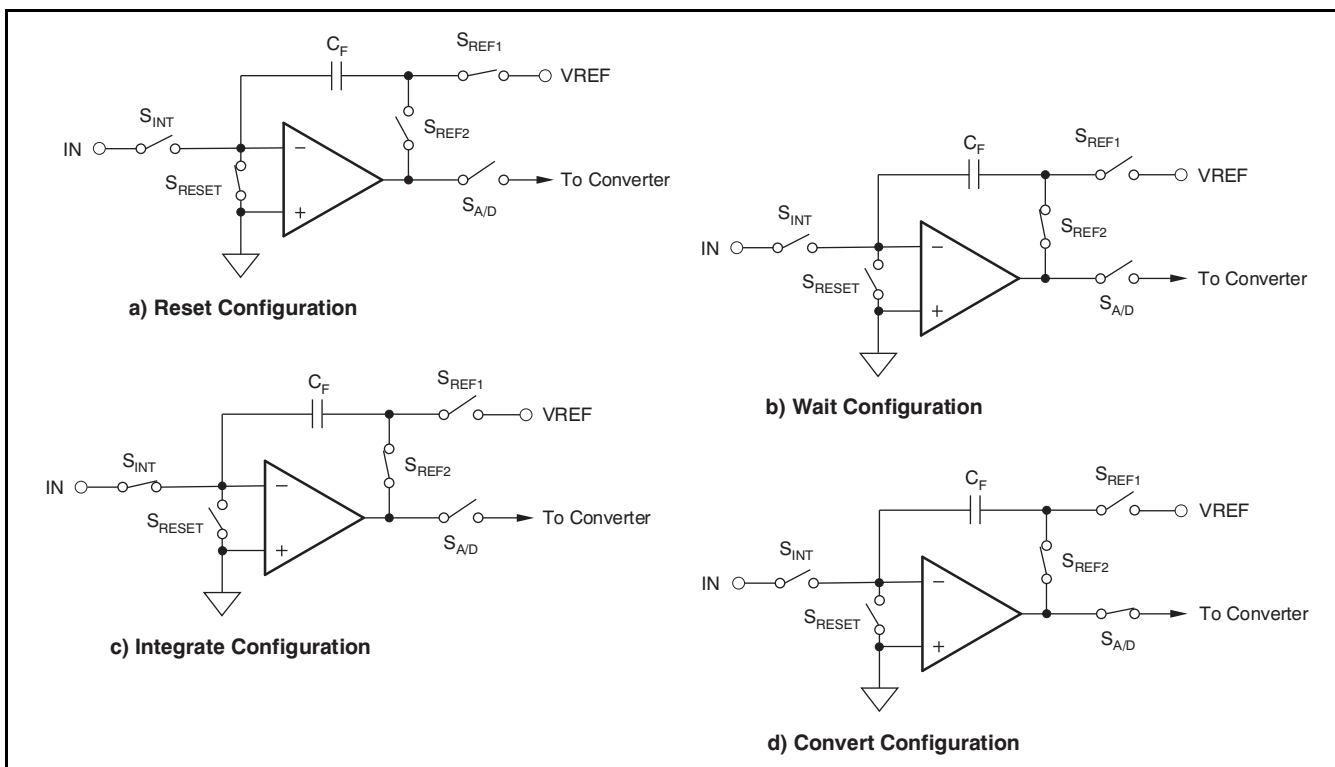 C_F
S_REF1
VREF
S_INT
IN
S_REF2
S_RESET
−
+
To Converter
S_A/D
a) Reset Configuration
C_F
S_REF1
VREF
S_INT
IN
S_REF2
S_RESET
−
+
To Converter
S_A/D
b) Wait Configuration
C_F
S_REF1
VREF
S_INT
IN
S_REF2
S_RESET
−
+
To Converter
S_A/D
c) Integrate Configuration
C_F
S_REF1
VREF
S_INT
IN
S_REF2
S_RESET
−
+
To Converter
S_A/D
d) Convert Configuration